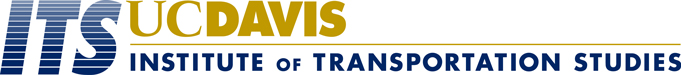 ITS UCDAVIS
INSTITUTE OF TRANSPORTATION STUDIES